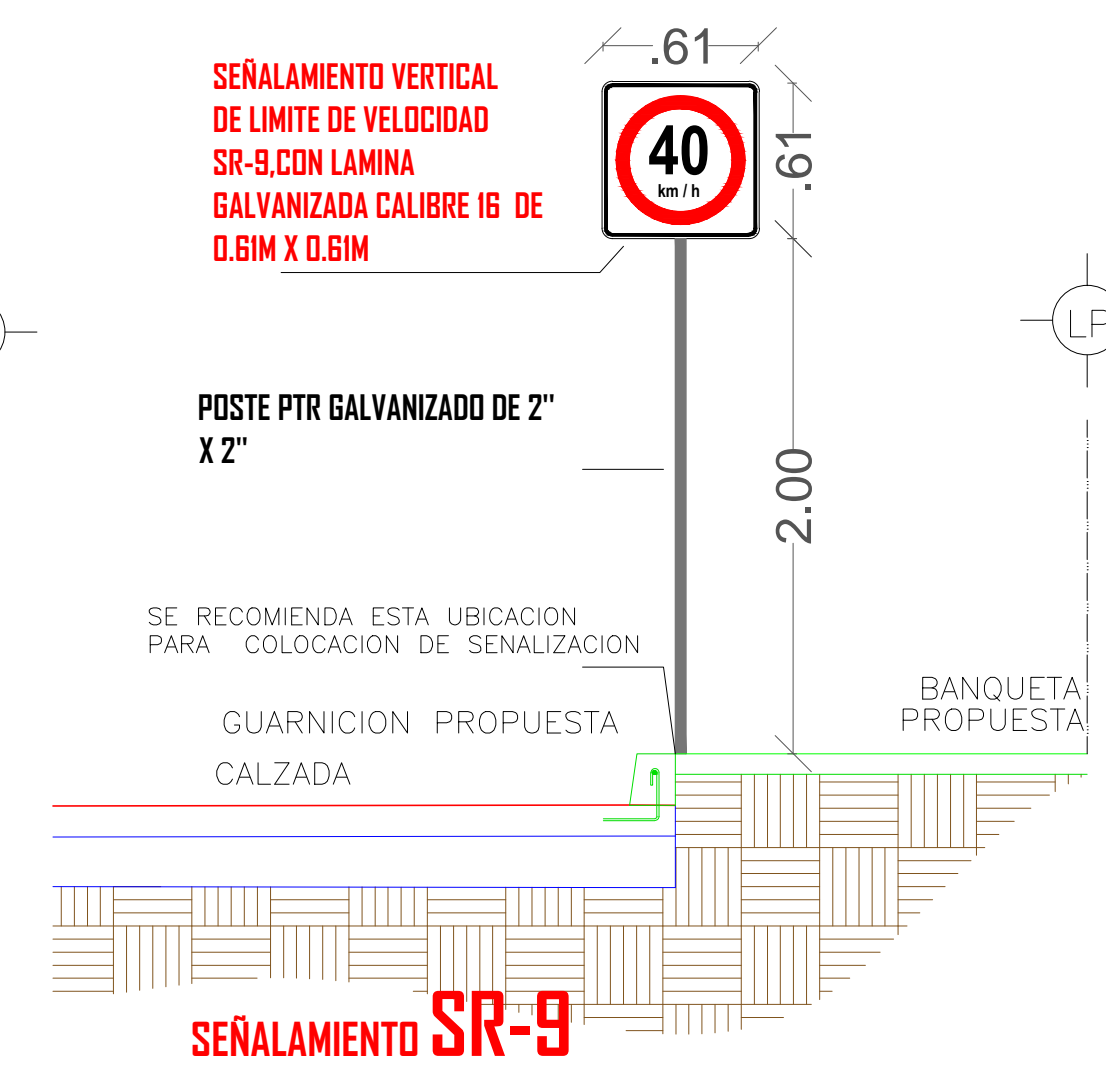 .61
SEÑALAMIENTO VERTICAL
DE LIMITE DE VELOCIDAD
SR-9,CON LAMINA
GALVANIZADA CALIBRE 16 DE
0.61M X 0.61M
40
km / h
.61
LP
POSTE PTR GALVANIZADO DE 2"
X 2"
2.00
SE RECOMIENDA ESTA UBICACION
PARA COLOCACION DE SENALIZACION
BANQUETA
PROPUESTA
GUARNICION PROPUESTA
CALZADA
SEÑALAMIENTO SR-9